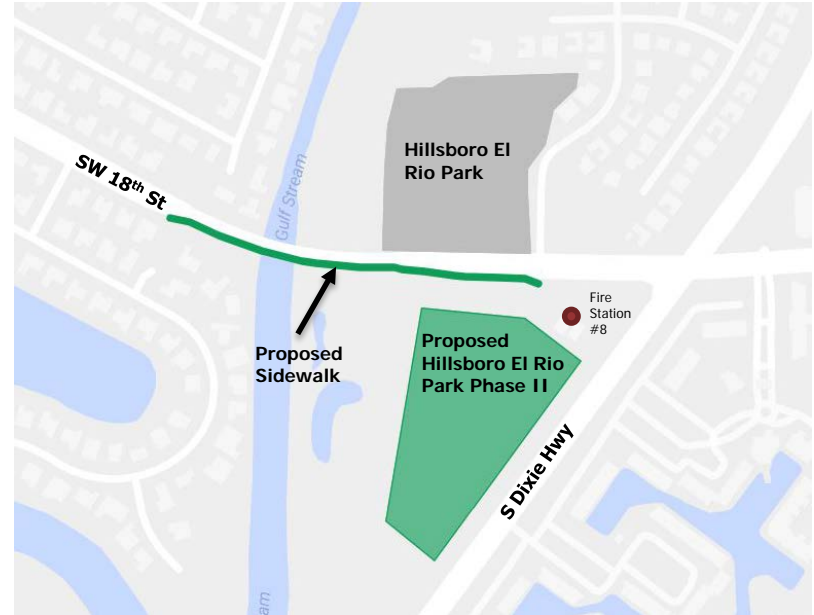 Hillsboro El
Rio Park
SW 18th St
Gulf Stream
Fire
Station
#8
Proposed
Sidewalk
Proposed
Hillsboro El Rio
Park Phase II
S Dixie Hwy
am